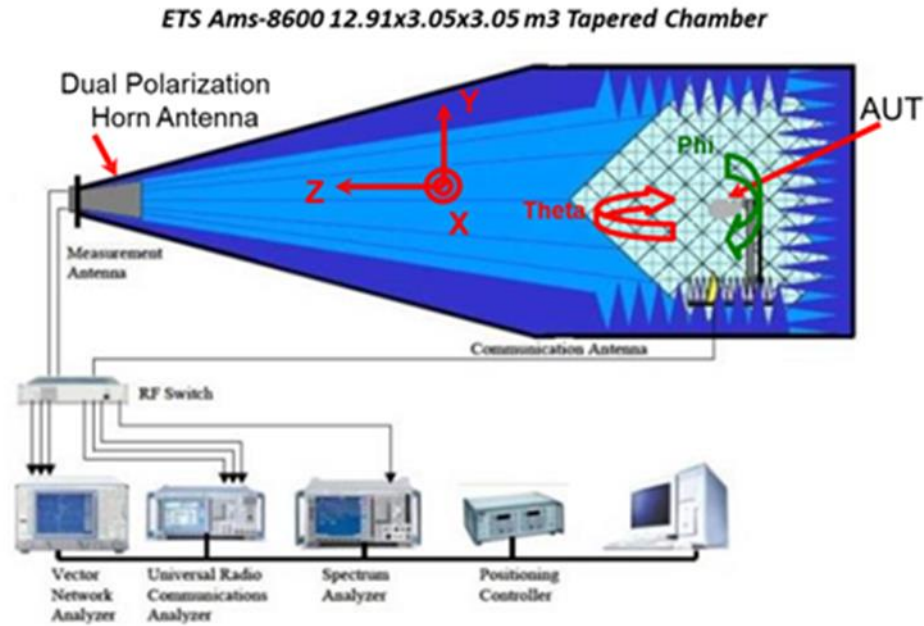 ETS Ams-8600 12.91x3.05x3.05 m3 Tapered Chamber
Dual Polarization
Horn Antenna
AUT
Y
Phi
Z
X
Theta
Measurement
Antenna
Communication Antenna
RF Switch
Vector
Network
Analyzer
Universal Radio
Communications
Analyzer
Spectrum
Analyzer
Positioning
Controller